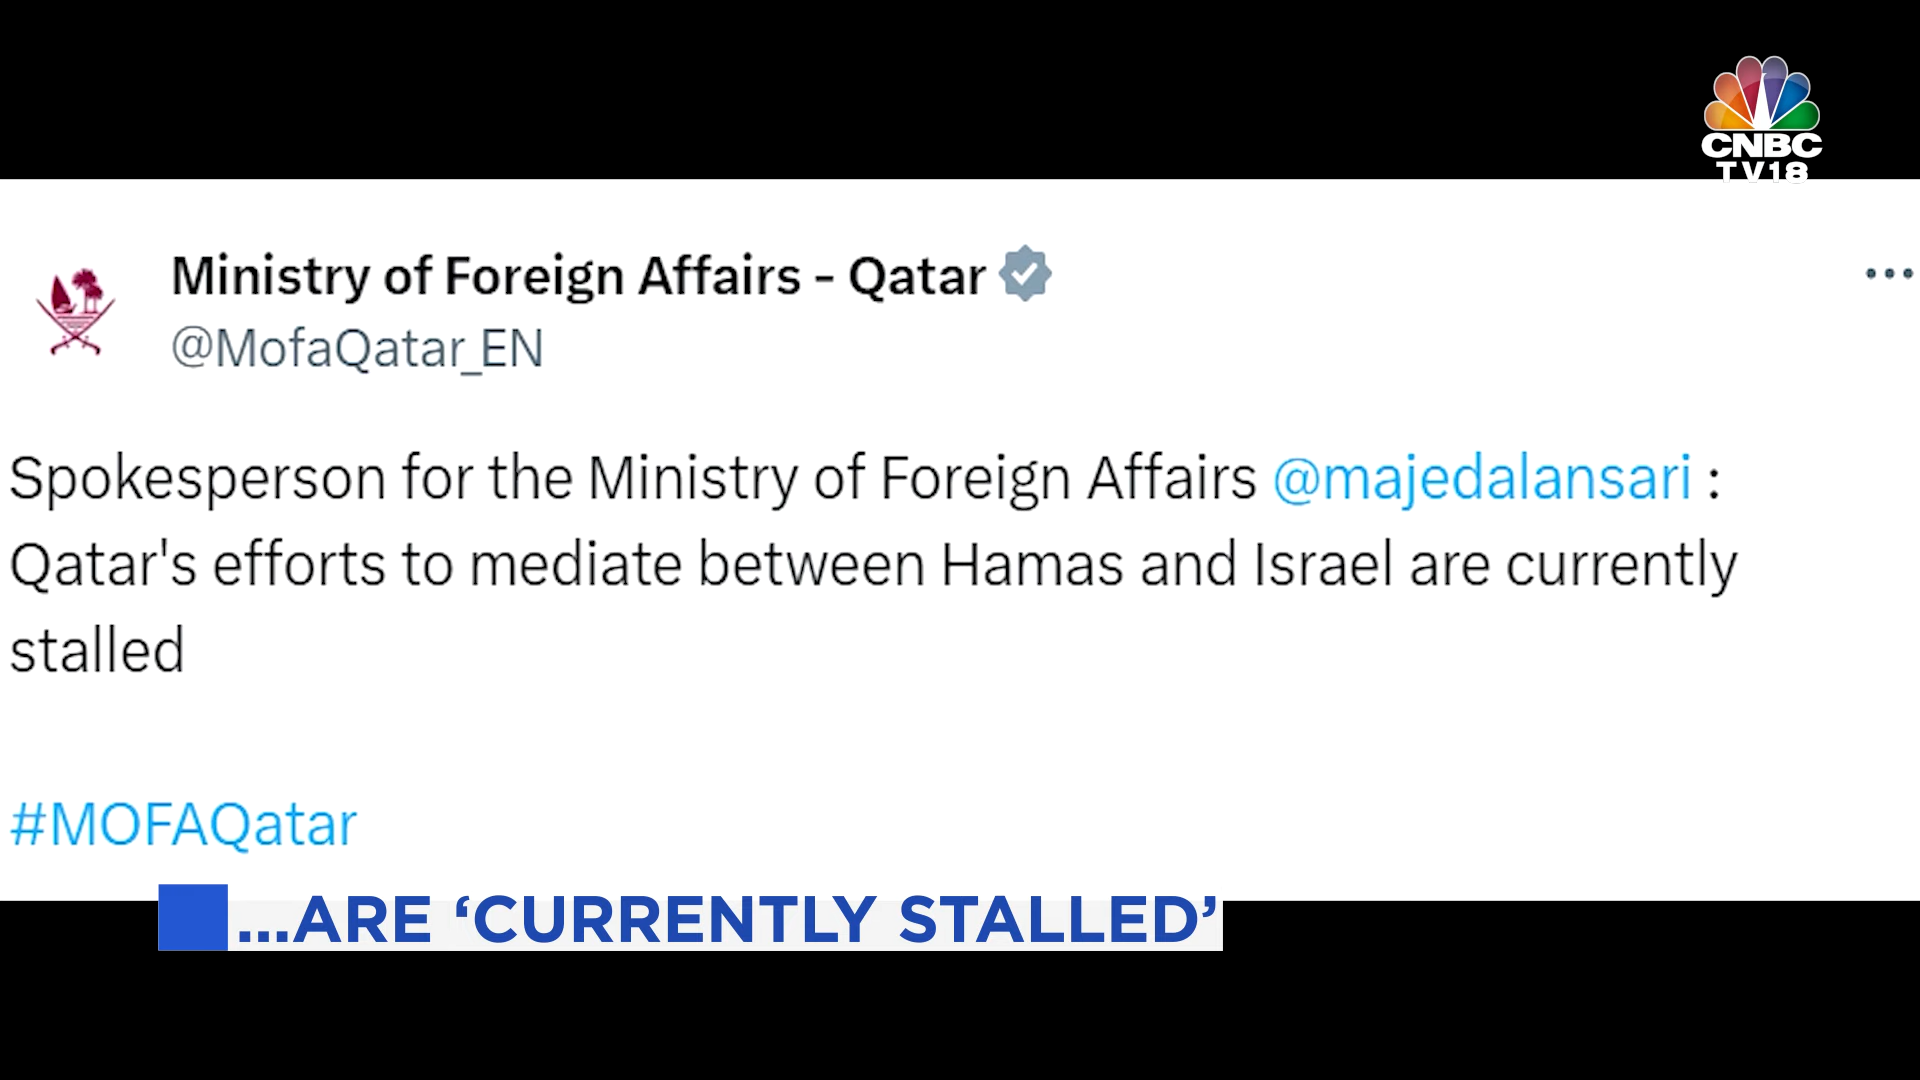 CNBC
TV18
Ministry of Foreign Affairs - Qatar
@MofaQatar_EN
Spokesperson for the Ministry of Foreign Affairs @majedalansari :
Qatar's efforts to mediate between Hamas and Israel are currently
stalled
#MOFAQatar
...ARE ‘CURRENTLY STALLED’